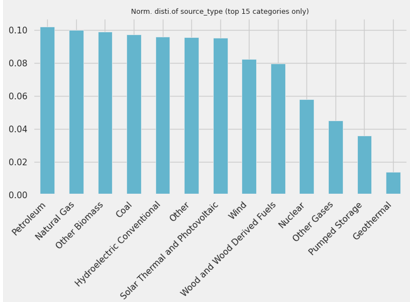 Norm. disti.of source_type (top 15 categories only)
0.10
0.08
0.06
0.04
0.02
0.00
Petroleum
Natural Gas
Other Biomass
Coal
Hydroelectric Conventional
Other
Solar Thermal and Photovoltaic
Wind
Wood and Wood Derived Fuels
Nuclear
Other Gases
Pumped Storage
Geothermal